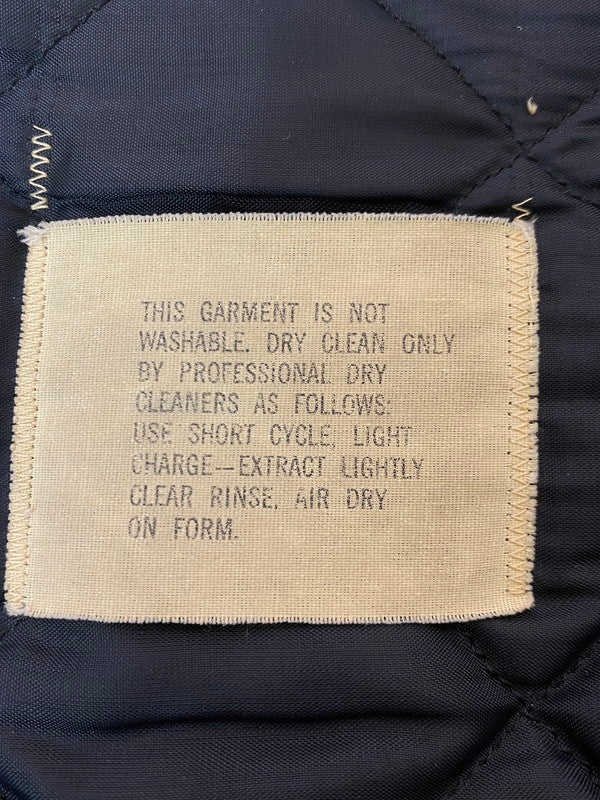 THIS GARMENT IS NOT
WASHABLE. DRY CLEAN ONLY
BY PROFESSIONAL DRY
CLEANERS AS FOLLOWS:
USE SHORT CYCLE, LIGHT
CHARGE—EXTRACT LIGHTLY
CLEAR RINSE, AIR DRY
ON FORM.